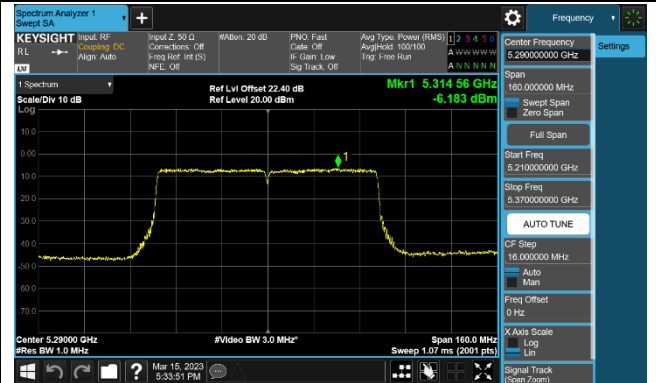 Spectrum Analyzer 1
Swept SA
Frequency
KEYSIGHT
RL
LXI
Input: RF
Coupling: DC
Align: Auto
Input Z: 50 Ω
Corrections: Off
Freq Ref: Int (S)
NFE: Off
#Atten: 20 dB
PNO: Fast
Gate: Off
IF Gain: Low
Sig Track: Off
Avg Type: Power (RMS)
Avg|Hold: 100/100
Trig: Free Run
1 2 3 4 5 6
A W W W W W
A N N N N N
1 Spectrum
Scale/Div 10 dB
Log
Ref Lvl Offset 22.40 dB
Ref Level 20.00 dBm
Mkr1 5.314 56 GHz
-6.183 dBm
10.0
0.00
-10.0
-20.0
-30.0
-40.0
-50.0
-60.0
-70.0
1
Center 5.29000 GHz
#Res BW 1.0 MHz
#Video BW 3.0 MHz*
Span 160.0 MHz
Sweep 1.07 ms (2001 pts)
Mar 15, 2023
5:33:51 PM
?
Settings
Center Frequency
5.290000000 GHz
Span
160.000000 MHz
Swept Span
Zero Span
Full Span
Start Freq
5.210000000 GHz
Stop Freq
5.370000000 GHz
AUTO TUNE
CF Step
16.000000 MHz
Auto
Man
Freq Offset
0 Hz
X Axis Scale
Log
Lin
Signal Track
(Span Zoom)